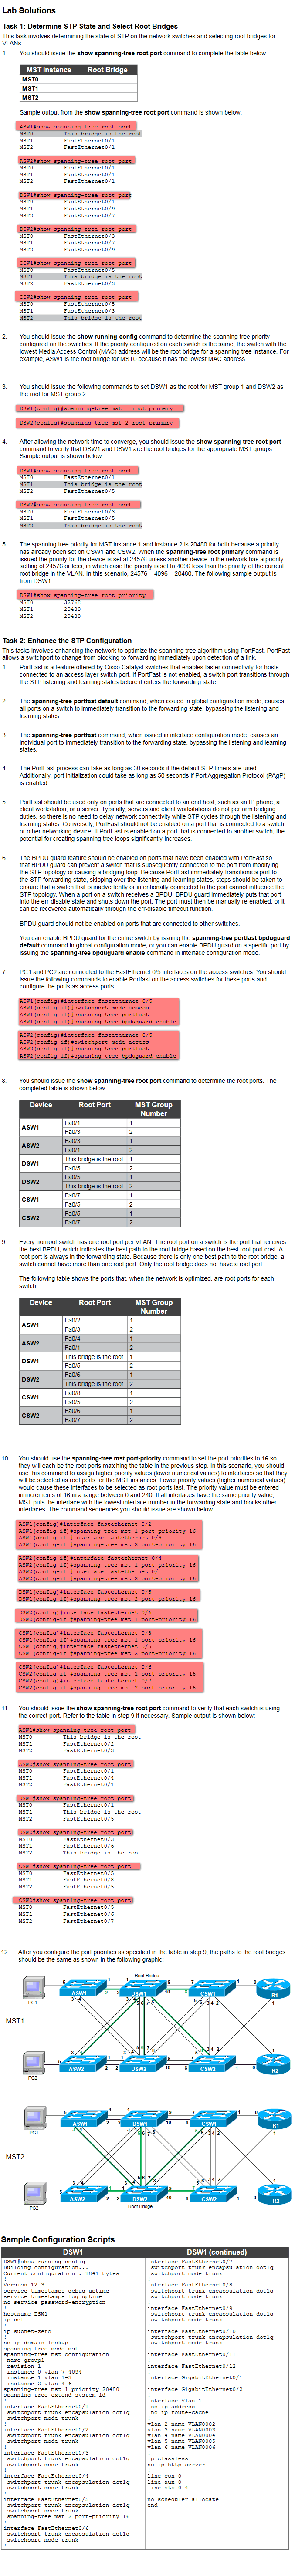 Lab Solutions
Task 1: Determine STP State and Select Root Bridges
This task involves determining the state of STP on the network switches and selecting root bridges for
VLANs.
1. You should issue the show spanning-tree root port command to complete the table below:
MST Instance Root Bridge
MST0
MST1
MST2
Sample output from the show spanning-tree root port command is shown below:
ASW1#show spanning-tree root port
MST0 This bridge is the root
MST1 FastEthernet0/1
MST2 FastEthernet0/1
ASW2#show spanning-tree root port
MST0 FastEthernet0/1
MST1 FastEthernet0/1
MST2 FastEthernet0/1
DSW1#show spanning-tree root port
MST0 FastEthernet0/1
MST1 FastEthernet0/9
MST2 FastEthernet0/7
DSW2#show spanning-tree root port
MST0 FastEthernet0/3
MST1 FastEthernet0/7
MST2 FastEthernet0/9
CSW1#show spanning-tree root port
MST0 FastEthernet0/5
MST1 This bridge is the root
MST2 FastEthernet0/3
CSW2#show spanning-tree root port
MST0 FastEthernet0/5
MST1 FastEthernet0/3
MST2 This bridge is the root
2. You should issue the show running-config command to determine the spanning tree priority
configured on the switches. If the priority configured on each switch is the same, the switch with the
lowest Media Access Control (MAC) address will be the root bridge for a spanning tree instance. For
example, ASW1 is the root bridge for MST0 because it has the lowest MAC address.
3. You should issue the following commands to set DSW1 as the root for MST group 1 and DSW2 as
the root for MST group 2:
DSW1(config)#spanning-tree mst 1 root primary
DSW2(config)#spanning-tree mst 2 root primary
4. After allowing the network time to converge, you should issue the show spanning-tree root port
command to verify that DSW1 and DSW1 are the root bridges for the appropriate MST groups.
Sample output is shown below:
DSW1#show spanning-tree root port
MST0 FastEthernet0/1
MST1 This bridge is the root
MST2 FastEthernet0/5
DSW2#show spanning-tree root port
MST0 FastEthernet0/3
MST1 FastEthernet0/5
MST2 This bridge is the root
5. The spanning tree priority for MST instance 1 and instance 2 is 20480 for both because a priority
has already been set on CSW1 and CSW2. When the spanning-tree root primary command is
issued the priority for the device is set at 24576 unless another device in the network has a priority
setting of 24576 or less, in which case the priority is set to 4096 less than the priority of the current
root bridge in the VLAN. In this scenario, 24576 – 4096 = 20480. The following sample output is
from DSW1:
DSW1#show spanning-tree root priority
MST0 32768
MST1 20480
MST2 20480
Task 2: Enhance the STP Configuration
This tasks involves enhancing the network to optimize the spanning tree algorithm using PortFast. PortFast
allows a switchport to change from blocking to forwarding immediately upon detection of a link.
1. PortFast is a feature offered by Cisco Catalyst switches that enables faster connectivity for hosts
connected to an access layer switch port. If PortFast is not enabled, a switch port transitions through
the STP listening and learning states before it enters the forwarding state.
2. The spanning-tree portfast default command, when issued in global configuration mode, causes
all ports on a switch to immediately transition to the forwarding state, bypassing the listening and
learning states.
3. The spanning-tree portfast command, when issued in interface configuration mode, causes an
individual port to immediately transition to the forwarding state, bypassing the listening and learning
states.
4. The PortFast process can take as long as 30 seconds if the default STP timers are used.
Additionally, port initialization could take as long as 50 seconds if Port Aggregation Protocol (PAgP)
is enabled.
5. PortFast should be used only on ports that are connected to an end host, such as an IP phone, a
client workstation, or a server. Typically, servers and client workstations do not perform bridging
duties, so there is no need to delay network connectivity while STP cycles through the listening and
learning states. Conversely, PortFast should not be enabled on a port that is connected to a switch
or other networking device. If PortFast is enabled on a port that is connected to another switch, the
potential for creating spanning tree loops significantly increases.
6. The BPDU guard feature should be enabled os ports that have been enabled with PortFast so
that BPDU guard can prevent a switch that is subsequently connected to the port from modifying
the STP topology or causing a bridging loop. Because PortFast immediately transitions a port to
the STP forwarding state, skipping over the listening and learning states, steps should be taken to
ensure that a switch that is inadvertently or intentionally connected to the port cannot influence the
STP topology. When a port on a switch receives a BPDU, BPDU guard immediately puts that port
into the err-disable state and shuts down the port. The port must then be manually re-enabled, or it
can be recovered automatically through the err-disable timeout function.
BPDU guard should not be enabled on ports that are connected to other switches.
You can enable BPDU guard for the entire switch by issuing the spanning-tree portfast bpduguard
default command in global configuration mode, or you can enable BPDU guard on a specific port by
issuing the spanning-tree bpduguard enable command in interface configuration mode.
7. PC1 and PC2 are connected to the FastEthernet 0/5 interfaces on the access switches. You should
issue the following commands to enable Portfast on the access switches for these ports and
configure the ports as access ports:
ASW1(config)#interface fastethernet 0/5
ASW1(config-if)#switchport mode access
ASW1(config-if)#spanning-tree portfast
ASW1(config-if)#spanning-tree bpduguard enable
ASW2(config)#interface fastethernet 0/5
ASW2(config-if)#switchport mode access
ASW2(config-if)#spanning-tree portfast
ASW2(config-if)#spanning-tree bpduguard enable
8. You should issue the show spanning-tree root port command to determine the root ports. The
completed table is shown below:
Device Root Port MST Group
Number
ASW1 Fa0/1 1
Fa0/3 2
ASW2 Fa0/3 1
Fa0/1 2
DSW1 This bridge is the root 1
Fa0/5 2
DSW2 Fa0/5 1
This bridge is the root 2
CSW1 Fa0/7 1
Fa0/5 2
CSW2 Fa0/5 1
Fa0/7 2
9. Every nonroot switch has one root port per VLAN. The root port on a switch is the port that receives
the best BPDU, which indicates the best path to the root bridge based on the best root port cost. A
root port is always in the forwarding state. Because there is only one best path to the root bridge, a
switch cannot have more than one root port. Only the root bridge does not have a root port.
The following table shows the ports that, when the network is optimized, are root ports for each
switch:
Device Root Port MST Group
Number
ASW1 Fa0/2 1
Fa0/3 2
ASW2 Fa0/4 1
Fa0/1 2
DSW1 This bridge is the root 1
Fa0/5 2
DSW2 Fa0/6 1
This bridge is the root 2
CSW1 Fa0/8 1
Fa0/5 2
CSW2 Fa0/6 1
Fa0/7 2
10. You should use the spanning-tree mst port-priority command to set the port priorities to 16 so
they will each be the root ports matching the table in the previous step. In this scenario, you should
use this command to assign higher priority values (lower numerical values) to interfaces so that they
will be selected as root ports for the MST instances. Lower priority values (higher numerical values)
would cause these interfaces to be selected as root ports last. The priority value must be entered
in increments of 16 in a range between 0 and 240. If all interfaces have the same priority value,
MST puts the interface with the lowest interface number in the forwarding state and blocks other
interfaces. The command sequences you should issue are shown below:
ASW1(config)#interface fastethernet 0/2
ASW1(config-if)#spanning-tree mst 1 port-priority 16
ASW1(config-if)#interface fastethernet 0/3
ASW1(config-if)#spanning-tree mst 2 port-priority 16
ASW2(config)#interface fastethernet 0/4
ASW2(config-if)#spanning-tree mst 1 port-priority 16
ASW2(config-if)#interface fastethernet 0/1
ASW2(config-if)#spanning-tree mst 2 port-priority 16
DSW1(config)#interface fastethernet 0/5
DSW1(config-if)#spanning-tree mst 2 port-priority 16
DSW2(config)#interface fastethernet 0/6
DSW2(config-if)#spanning-tree mst 1 port-priority 16
CSW1(config)#interface fastethernet 0/8
CSW1(config-if)#spanning-tree mst 1 port-priority 16
CSW1(config-if)#interface fastethernet 0/5
CSW1(config-if)#spanning-tree mst 2 port-priority 16
CSW2(config)#interface fastethernet 0/6
CSW2(config-if)#spanning-tree mst 1 port-priority 16
CSW2(config-if)#interface fastethernet 0/7
CSW2(config-if)#spanning-tree mst 2 port-priority 16
11. You should issue the show spanning-tree root port command to verify that each switch is using
the correct port. Refer to the table in step 9 if necessary. Sample output is shown below:
ASW1#show spanning-tree root port
MST0 This bridge is the root
MST1 FastEthernet0/2
MST2 FastEthernet0/3
ASW2#show spanning-tree root port
MST0 FastEthernet0/1
MST1 FastEthernet0/4
MST2 FastEthernet0/1
DSW1#show spanning-tree root port
MST0 FastEthernet0/1
MST1 This bridge is the root
MST2 FastEthernet0/5
DSW2#show spanning-tree root port
MST0 FastEthernet0/3
MST1 FastEthernet0/6
MST2 This bridge is the root
CSW1#show spanning-tree root port
MST0 FastEthernet0/5
MST1 FastEthernet0/8
MST2 FastEthernet0/5
CSW2#show spanning-tree root port
MST0 FastEthernet0/5
MST1 FastEthernet0/6
MST2 FastEthernet0/7
12. After you configure the port priorities as specified in the table in step 9, the paths to the root bridges
should be the same as shown in the following graphic:
Root Bridge
PC1 ASW1 DSW1 CSW1 R1
MST1
PC2 ASW2 DSW2 CSW2 R2
PC1 ASW1 DSW1 CSW1 R1
MST2
PC2 ASW2 DSW2 CSW2 R2
Root Bridge
Sample Configuration Scripts
DSW1
DSW1#show running-config
Building configuration...
Current configuration : 1841 bytes
!
Version 12.3
service timestamps debug uptime
service timestamps log uptime
no service password-encryption
!
hostname DSW1
ip cef
!
ip subnet-zero
!
no ip domain-lookup
spanning-tree mode mst
spanning-tree mst configuration
name group1
revision 1
instance 0 vlan 7-4094
instance 1 vlan 1-3
instance 2 vlan 4-6
spanning-tree mst 1 priority 20480
spanning-tree extend system-id
!
interface FastEthernet0/1
switchport trunk encapsulation dot1q
switchport mode trunk
!
interface FastEthernet0/2
switchport trunk encapsulation dot1q
switchport mode trunk
!
interface FastEthernet0/3
switchport trunk encapsulation dot1q
switchport mode trunk
!
interface FastEthernet0/4
switchport trunk encapsulation dot1q
switchport mode trunk
!
interface FastEthernet0/5
switchport trunk encapsulation dot1q
switchport mode trunk
spanning-tree mst 2 port-priority 16
!
interface FastEthernet0/6
switchport trunk encapsulation dot1q
switchport mode trunk
!
DSW1 (continued)
interface FastEthernet0/7
switchport trunk encapsulation dot1q
switchport mode trunk
!
interface FastEthernet0/8
switchport trunk encapsulation dot1q
switchport mode trunk
!
interface FastEthernet0/9
switchport trunk encapsulation dot1q
switchport mode trunk
!
interface FastEthernet0/10
switchport trunk encapsulation dot1q
switchport mode trunk
!
interface FastEthernet0/11
!
interface FastEthernet0/12
!
interface GigabitEthernet0/1
!
interface GigabitEthernet0/2
!
interface Vlan 1
no ip address
no ip route-cache
!
vlan 2 name VLAN0002
vlan 3 name VLAN0003
vlan 4 name VLAN0004
vlan 5 name VLAN0005
vlan 6 name VLAN0006
!
ip classless
no ip http server
!
line con 0
line aux 0
line vty 0 4
!
no scheduler allocate
end